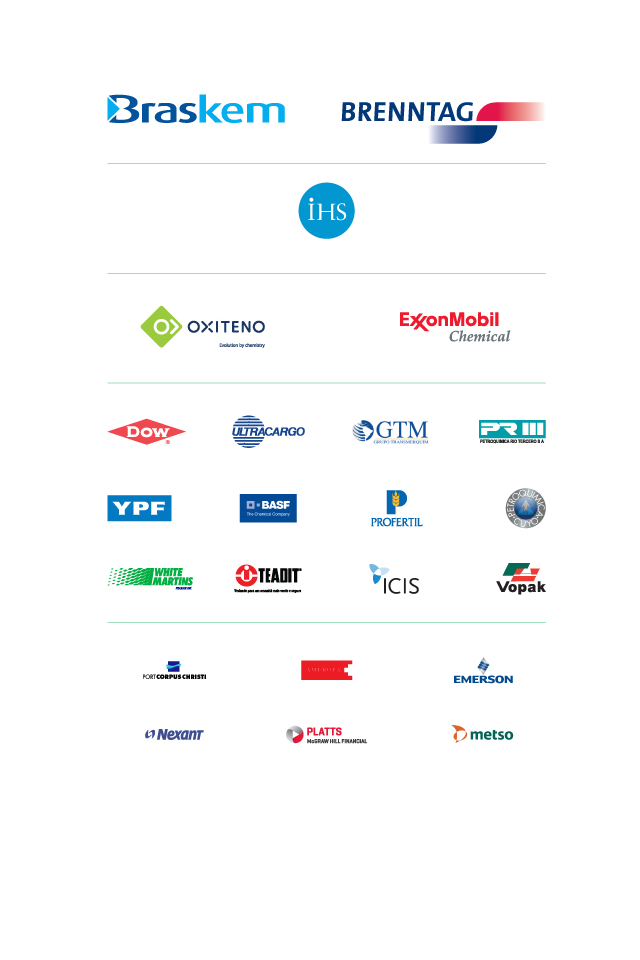 Braskem
BRENNTAG
iHS
OXITENO
Evolution by chemistry
ExxonMobil
Chemical
DOW
ULTRACARGO
GTM
GRUPO TRANSMERQUIM
PR III
PETROQUIMICA RIO TERCERO S A
YPF
BASF
The Chemical Company
PROFERTIL
PETROQUIMICA
CUYO
WHITE
MARTINS
TEADIT
ICIS
Vopak
PORT CORPUS CHRISTI
EMERSON
Nexant
PLATTS
McGRAW HILL FINANCIAL
metso